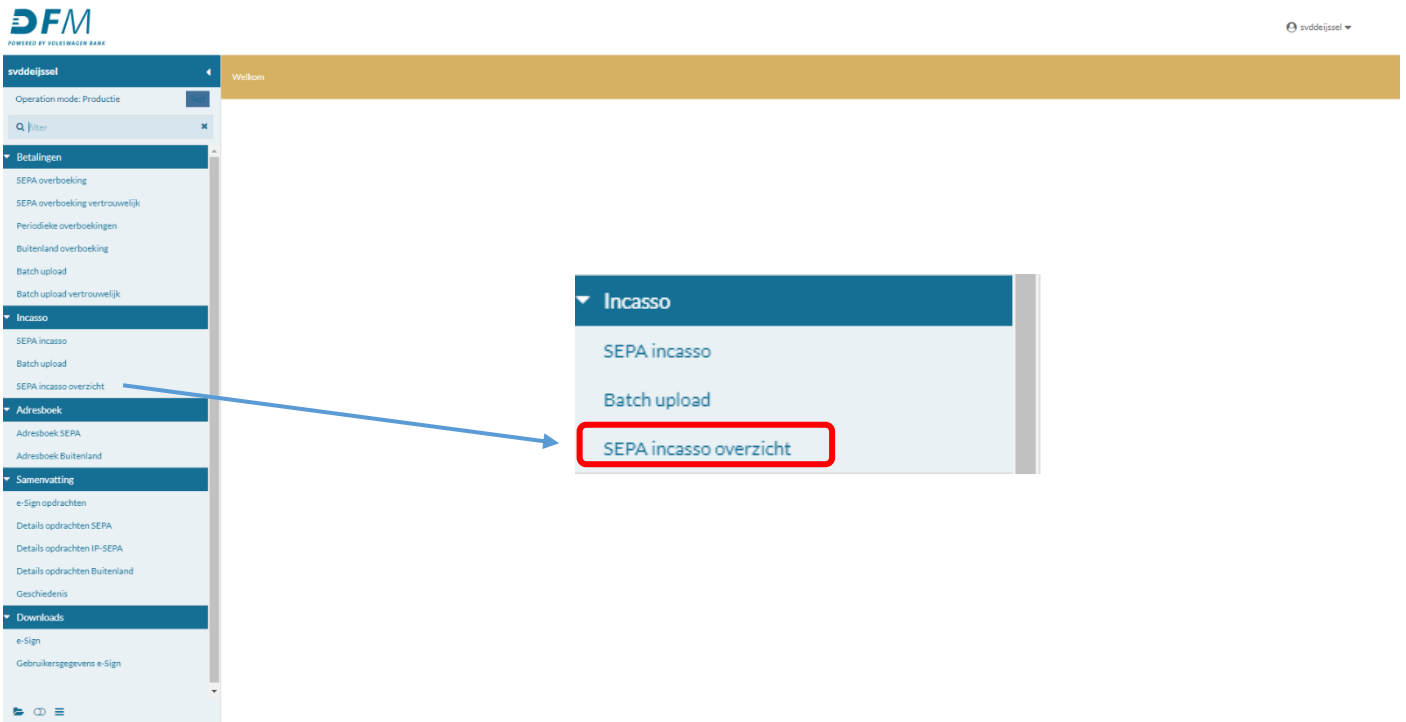 DFM
POWERED BY VOLKSWAGEN BANK
svddeijssel
svddeijssel
Welkom
Operation mode: Productie
filter
Betalingen
SEPA overboeking
SEPA overboeking vertrouwelijk
Periodieke overboekingen
Buitenland overboeking
Batch upload
Batch upload vertrouwelijk
Incasso
SEPA incasso
Batch upload
SEPA incasso overzicht
Adresboek
Adresboek SEPA
Adresboek Buitenland
Samenvatting
e-Sign opdrachten
Details opdrachten SEPA
Details opdrachten IP-SEPA
Details opdrachten Buitenland
Geschiedenis
Downloads
e-Sign
Gebruikersgegevens e-Sign
Incasso
SEPA incasso
Batch upload
SEPA incasso overzicht